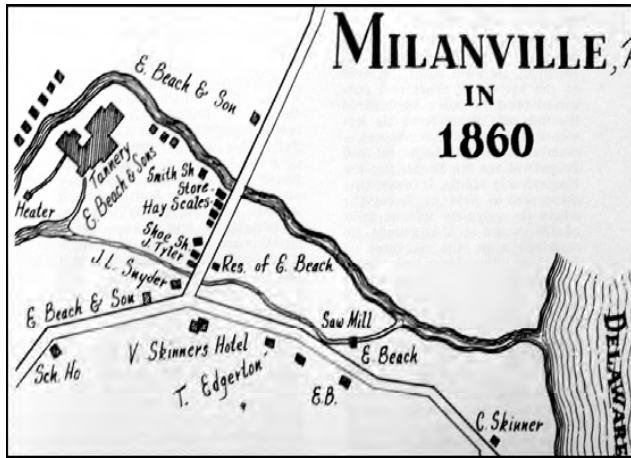 MILANVILLE,
IN
1860
E. Beach & Son
Tannery
E. Beach & Sons
Smith Sh
Store
Hay Scales
Heater
Shoe Sh
J. Tyler
J.L. Snyder
Res. of E. Beach
E. Beach & Son
Saw Mill
E. Beach
Sch. Ho
V. Skinners Hotel
T. Edgerton
E.B.
C. Skinner
DELAWARE